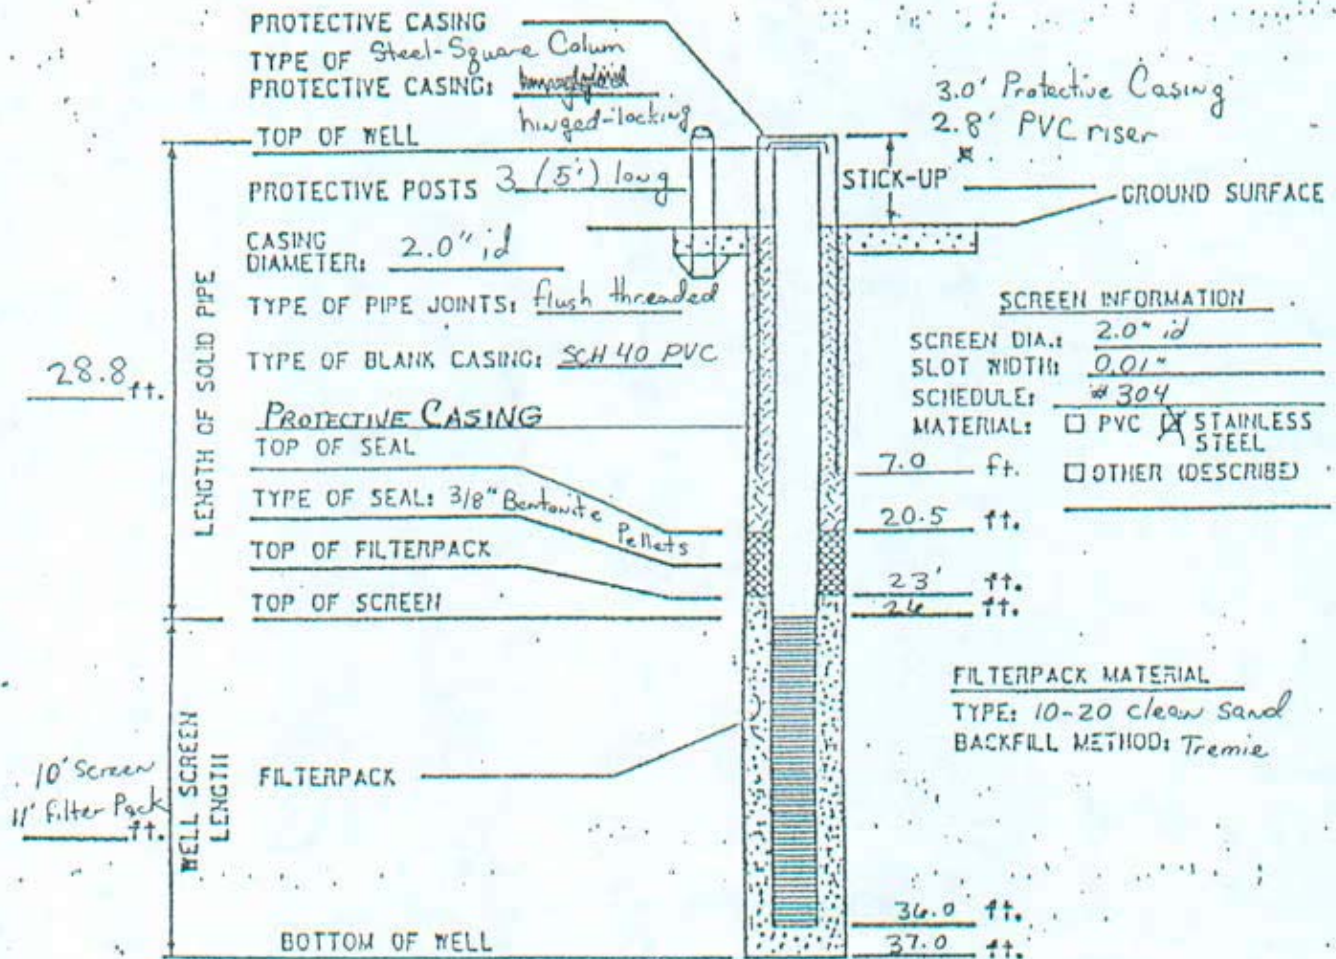 PROTECTIVE CASING
TYPE OF Steel-Square Colum
PROTECTIVE CASING:
hinged-locking
TOP OF WELL
3.0' Protective Casing
2.8' PVC riser
STICK-UP
GROUND SURFACE
PROTECTIVE POSTS 3 (5') long
CASING
DIAMETER: 2.0" id
TYPE OF PIPE JOINTS: flush threaded
TYPE OF BLANK CASING: SCH 40 PVC
28.8 ft.
LENGTH OF SOLID PIPE
SCREEN INFORMATION
SCREEN DIA.: 2.0" id
SLOT WIDTH: 0.01"
SCHEDULE: #304
MATERIAL: ☐ PVC ☒ STAINLESS
STEEL
☐ OTHER (DESCRIBE)
PROTECTIVE CASING
7.0 ft.
TOP OF SEAL
20.5 ft.
TYPE OF SEAL: 3/8" Bentonite Pellets
TOP OF FILTERPACK
23' ft.
TOP OF SCREEN
26 ft.
FILTERPACK MATERIAL
TYPE: 10-20 clean sand
BACKFILL METHOD: Tremie
10' Screen
11' Filter Pack
ft.
WELL SCREEN
LENGTH
FILTERPACK
36.0 ft.
BOTTOM OF WELL
37.0 ft.